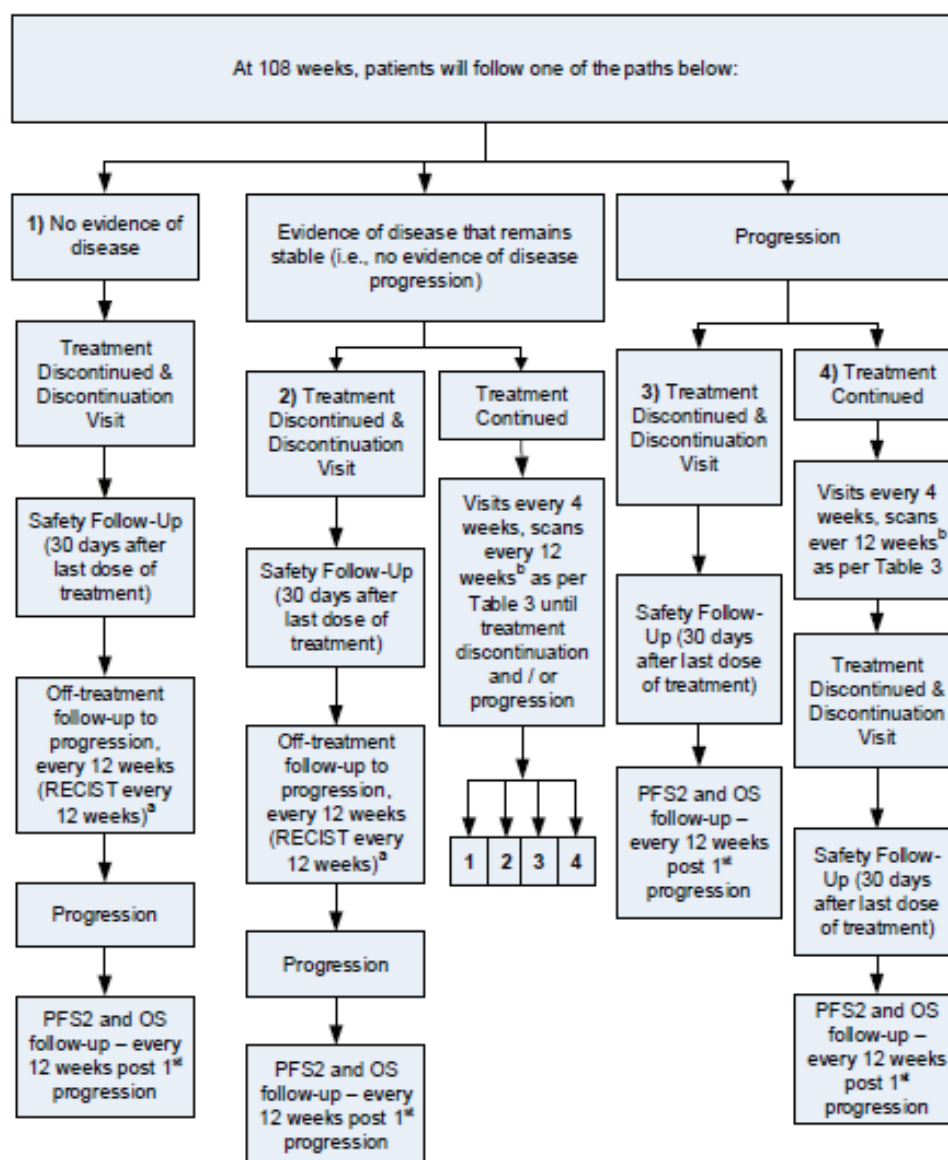 At 108 weeks, patients will follow one of the paths below:
1) No evidence of
disease
Treatment
Discontinued &
Discontinuation
Visit
Safety Follow-Up
(30 days after
last dose of
treatment)
Off-treatment
follow-up to
progression,
every 12 weeks
(RECIST every
12 weeks)ᵃ
Progression
PFS2 and OS
follow-up – every
12 weeks post 1ˢᵗ
progression
Evidence of disease that remains
stable (i.e., no evidence of disease
progression)
2) Treatment
Discontinued &
Discontinuation
Visit
Safety Follow-Up
(30 days after
last dose of
treatment)
Off-treatment
follow-up to
progression,
every 12 weeks
(RECIST every
12 weeks)ᵃ
Progression
PFS2 and OS
follow-up – every
12 weeks post 1ˢᵗ
progression
Treatment
Continued
Visits every 4
weeks, scans
every 12
weeksᵇ as per
Table 3 until
treatment
discontinuation
and / or
progression
1 2 3 4
Progression
3) Treatment
Discontinued &
Discontinuation
Visit
Safety Follow-
Up (30 days
after last dose
of treatment)
PFS2 and OS
follow-up –
every 12 weeks
post 1ˢᵗ
progression
4) Treatment
Continued
Visits every 4
weeks, scans
ever 12 weeksᵇ
as per Table 3
Treatment
Discontinued &
Discontinuation
Visit
Safety Follow-
Up (30 days
after last dose
of treatment)
PFS2 and OS
follow-up –
every 12 weeks
post 1ˢᵗ
progression